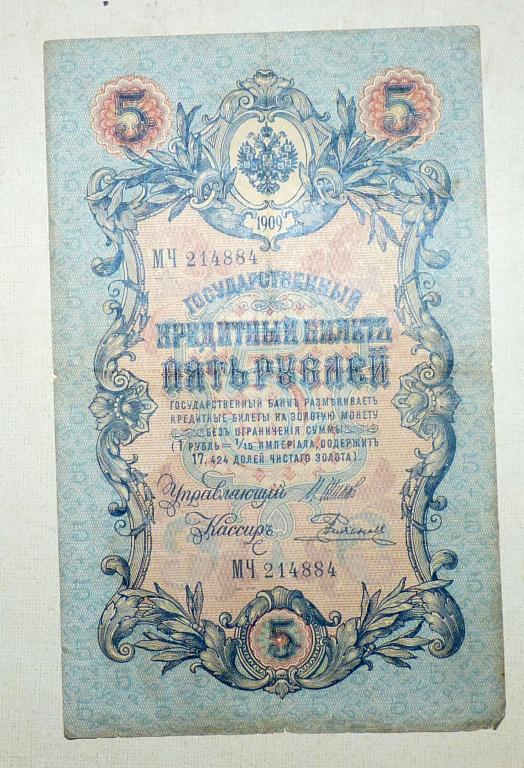 5 5
1909
МЧ 214884
ГОСУДАРСТВЕННЫЙ
КРЕДИТНЫЙ БИЛЕТЪ
ПЯТЬ РУБЛЕЙ
ГОСУДАРСТВЕННЫЙ БАНКЪ РАЗМѢНИВАЕТЪ
КРЕДИТНЫЕ БИЛЕТЫ НА ЗОЛОТУЮ МОНЕТУ
БЕЗЪ ОГРАНИЧЕНІЯ СУММЫ
(1 РУБЛЬ = 1/15 ИМПЕРІАЛА, СОДЕРЖИТЪ
17,424 ДОЛЕЙ ЧИСТАГО ЗОЛОТА).
Управляющій
Кассиръ
МЧ 214884
5